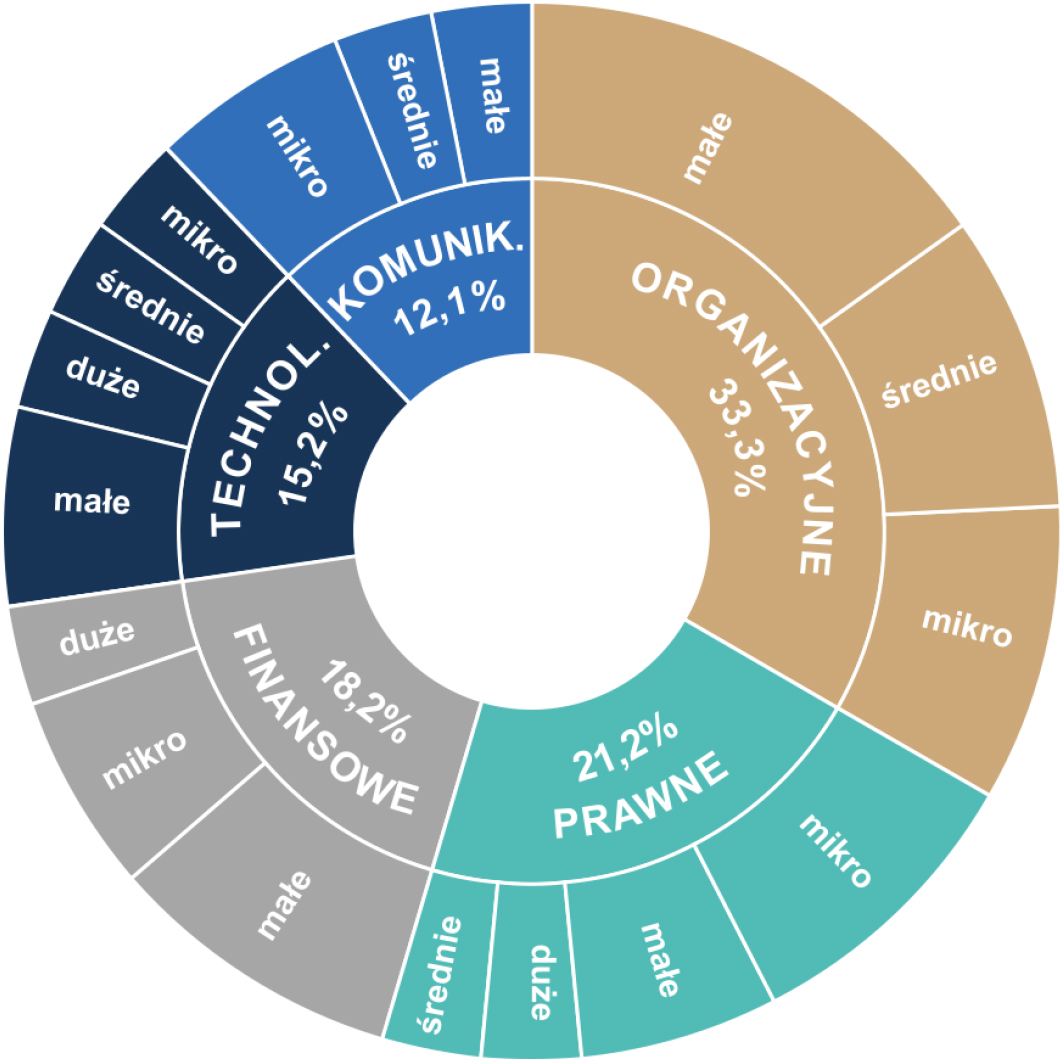 ORGANIZACYJNE
33,3%
małe
średnie
mikro
21,2%
PRAWNE
mikro
małe
duże
średnie
18,2%
FINANSOWE
małe
mikro
duże
TECHNOL.
15,2%
małe
duże
średnie
mikro
KOMUNIK.
12,1%
mikro
średnie
małe